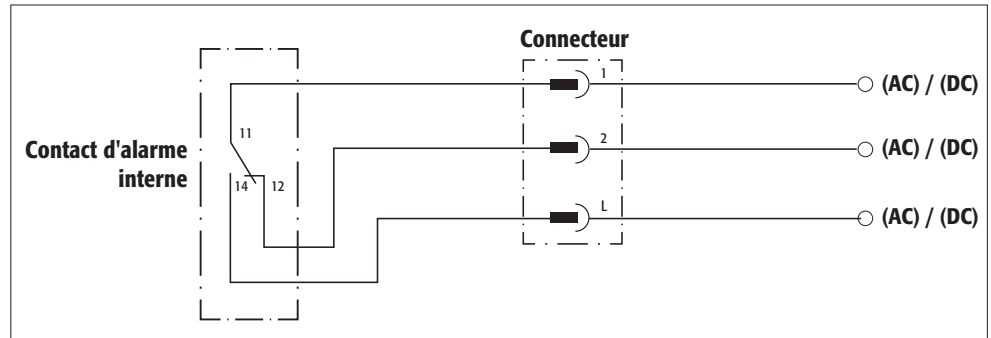 Connecteur
1
(AC) / (DC)
11
Contact d'alarme
interne
2
(AC) / (DC)
14
12
L
(AC) / (DC)